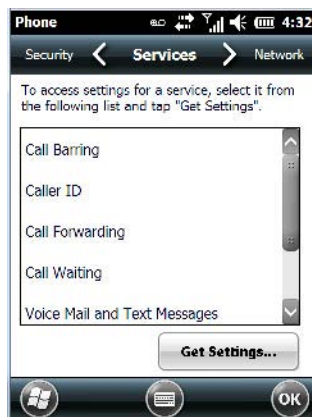 Phone 4:32
Security Services Network
To access settings for a service, select it from
the following list and tap "Get Settings".
Call Barring
Caller ID
Call Forwarding
Call Waiting
Voice Mail and Text Messages
Get Settings...
OK